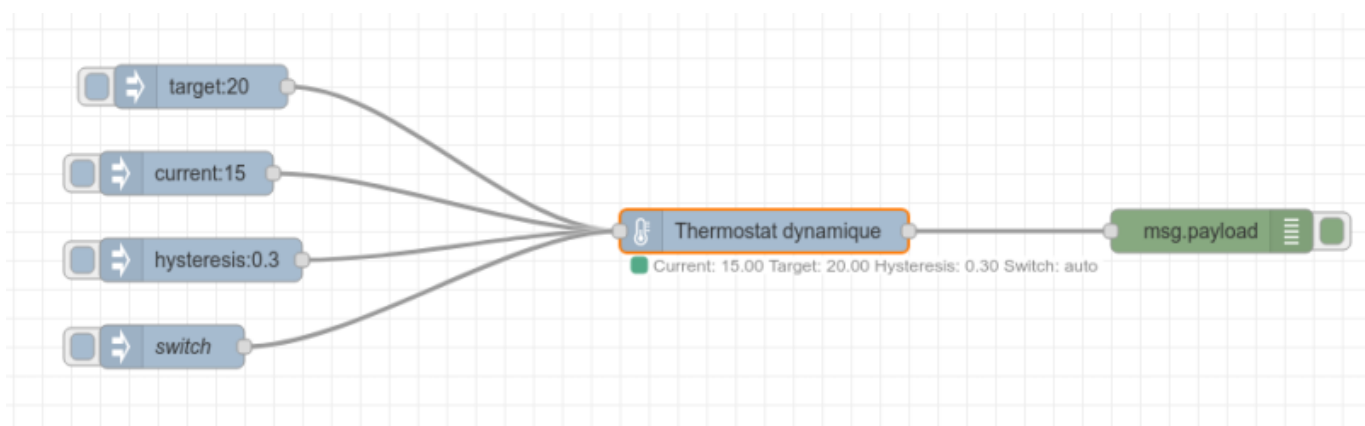 target:20
current:15
hysteresis:0.3
switch
Thermostat dynamique
Current: 15.00 Target: 20.00 Hysteresis: 0.30 Switch: auto
msg.payload